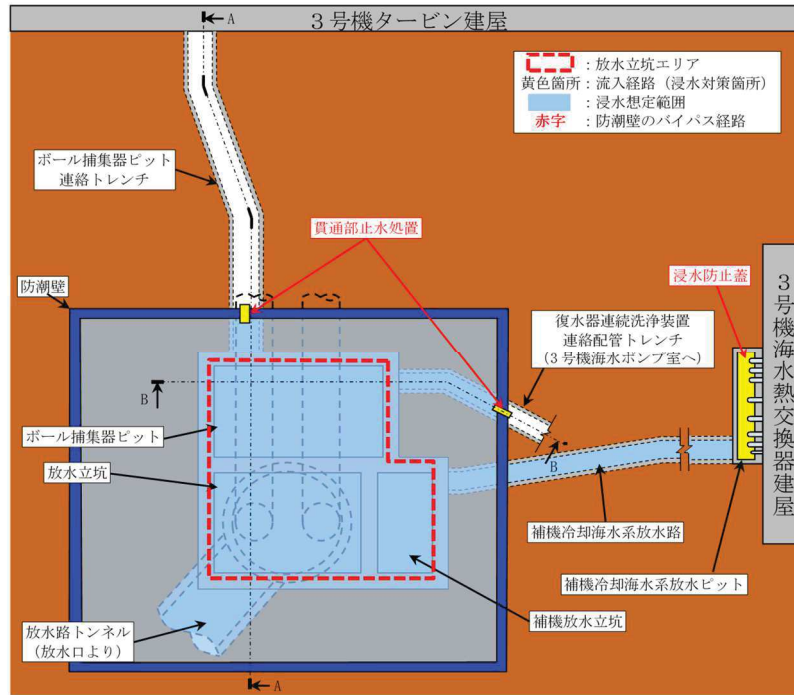 A
3号機タービン建屋
：放水立坑エリア
黄色箇所：流入経路（浸水対策箇所）
：浸水想定範囲
赤字：防潮壁のバイパス経路
ボール捕集器ピット
連絡トレンチ
貫通部止水処置
浸水防止蓋
防潮壁
復水器連続洗浄装置
連絡配管トレンチ
（3号機海水ポンプ室へ）
3号機海水熱交換器建屋
B
ボール捕集器ピット
B
放水立坑
補機冷却海水系放水路
補機冷却海水系放水ピット
補機放水立坑
放水路トンネル
（放水口より）
A